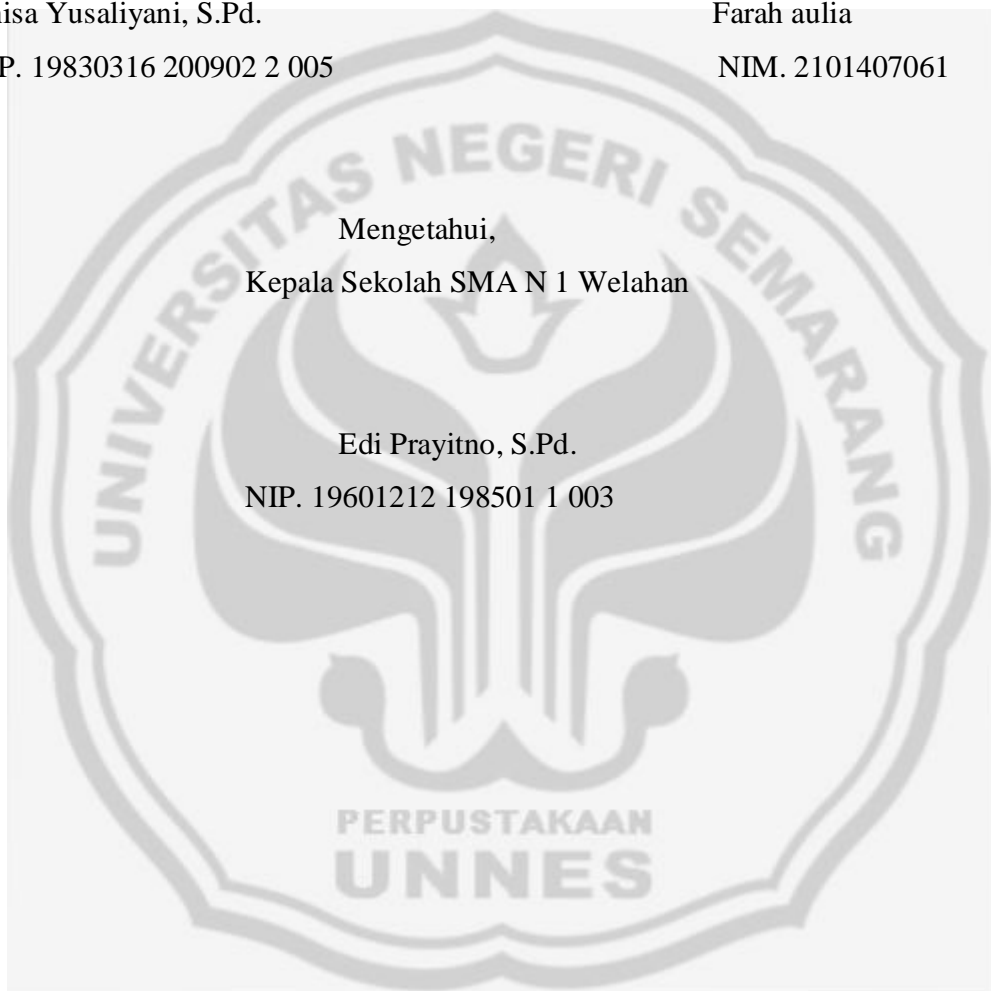 Yusaliyani, S.Pd. Farah aulia
19830316 200902 2 005 NIM. 2101407061
Mengetahui,
Kepala Sekolah SMA N 1 Welahan
Edi Prayitno, S.Pd.
NIP. 19601212 198501 1 003
UNIVERSITAS NEGERI SEMARANG
PERPUSTAKAAN
UNNES